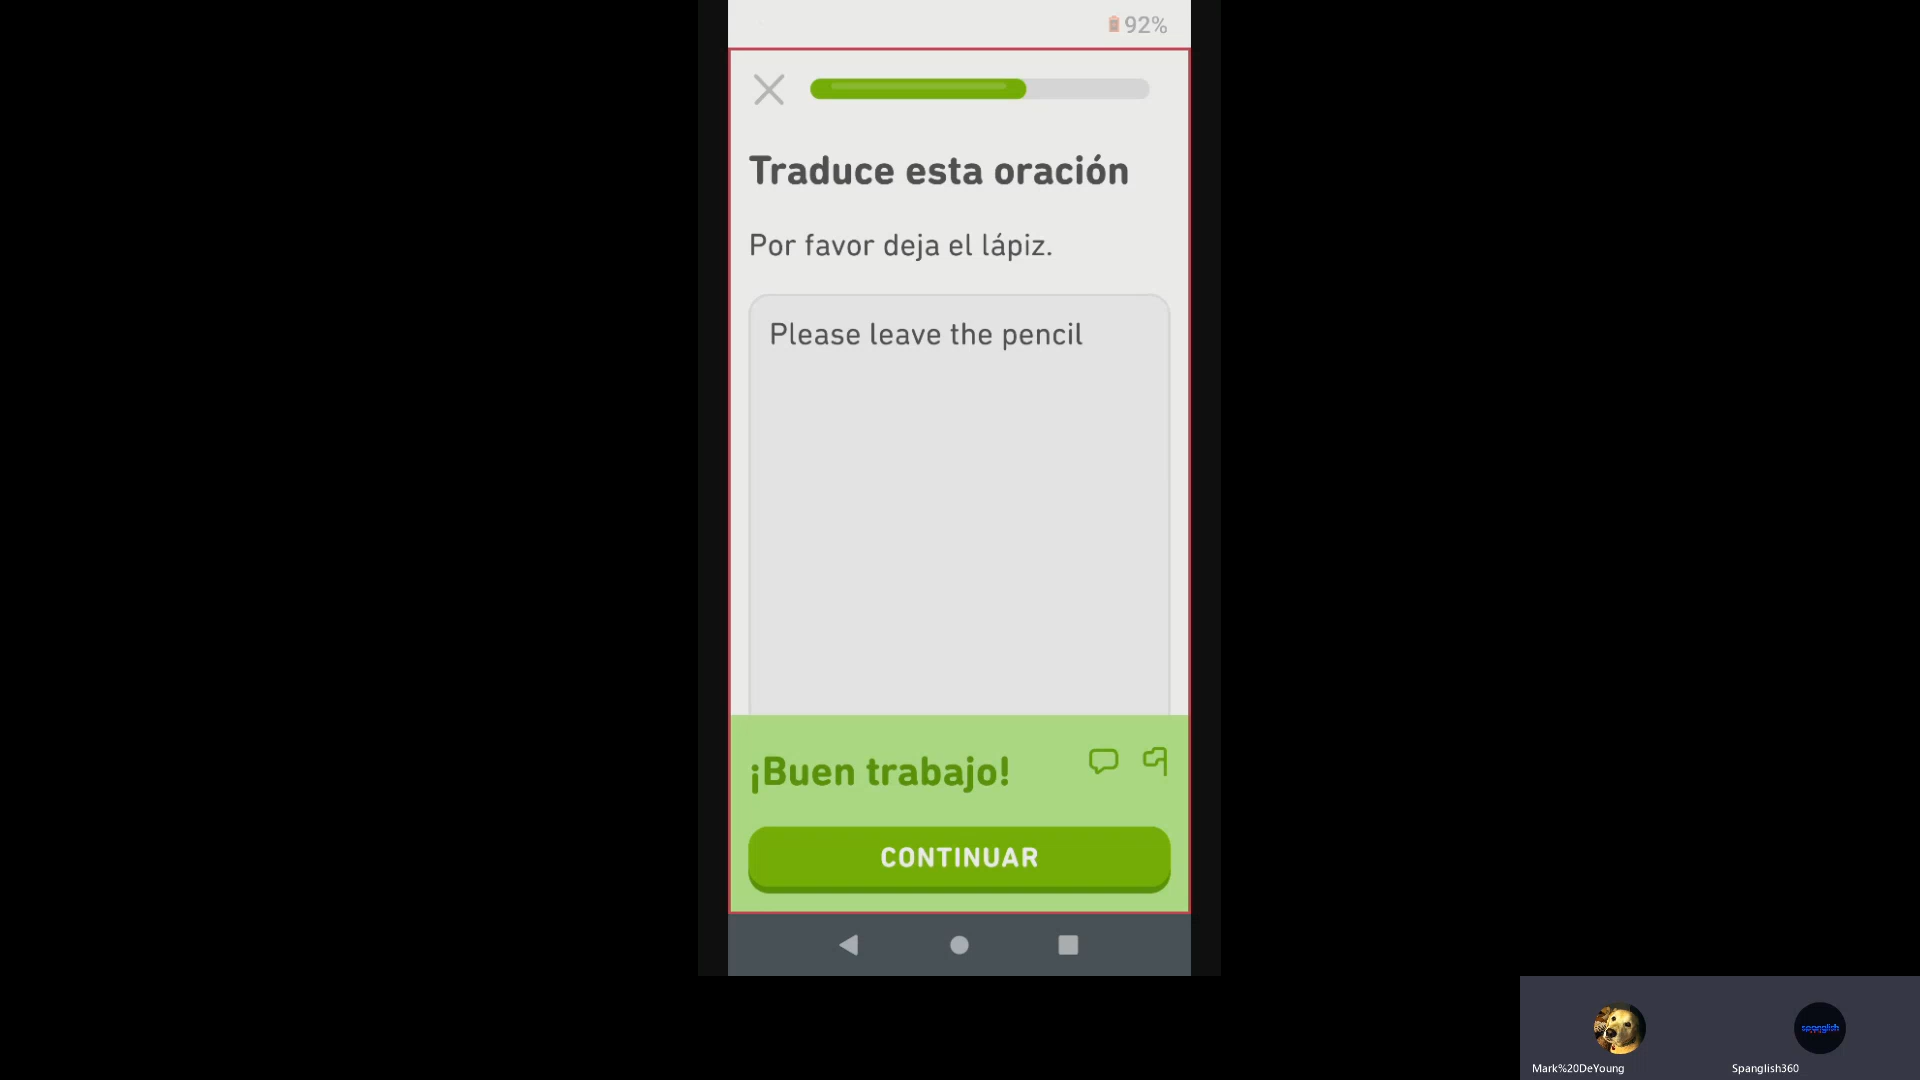 92%
Traduce esta oración
Por favor deja el lápiz.
Please leave the pencil
¡Buen trabajo!
CONTINUAR
spanglish
Mark%20DeYoung
Spanglish360